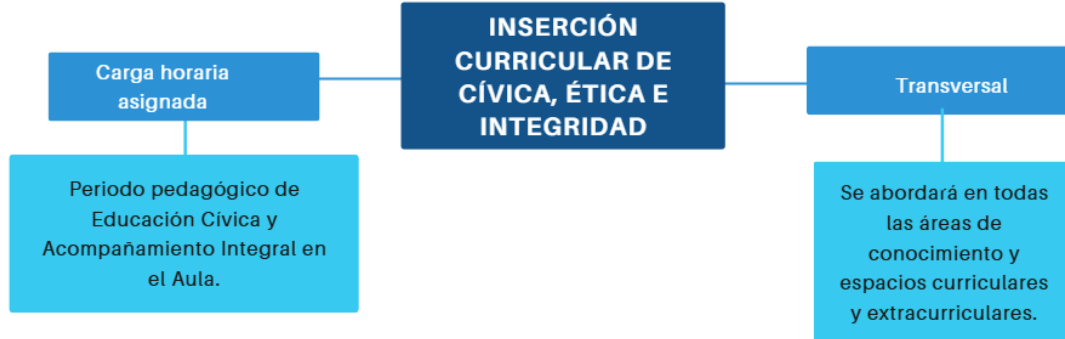 INSERCIÓN
CURRICULAR DE
CÍVICA, ÉTICA E
INTEGRIDAD
Carga horaria
asignada
Transversal
Periodo pedagógico de
Educación Cívica y
Acompañamiento Integral en
el Aula.
Se abordará en todas
las áreas de
conocimiento y
espacios curriculares
y extracurriculares.